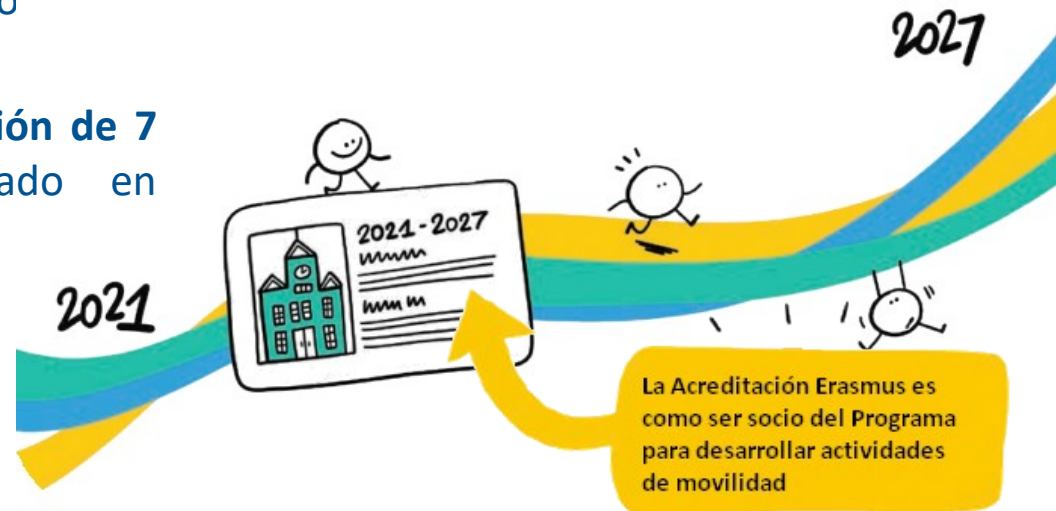 2027
ión de 7
ado en
2021-2027
2021
La Acreditación Erasmus es
como ser socio del Programa
para desarrollar actividades
de movilidad